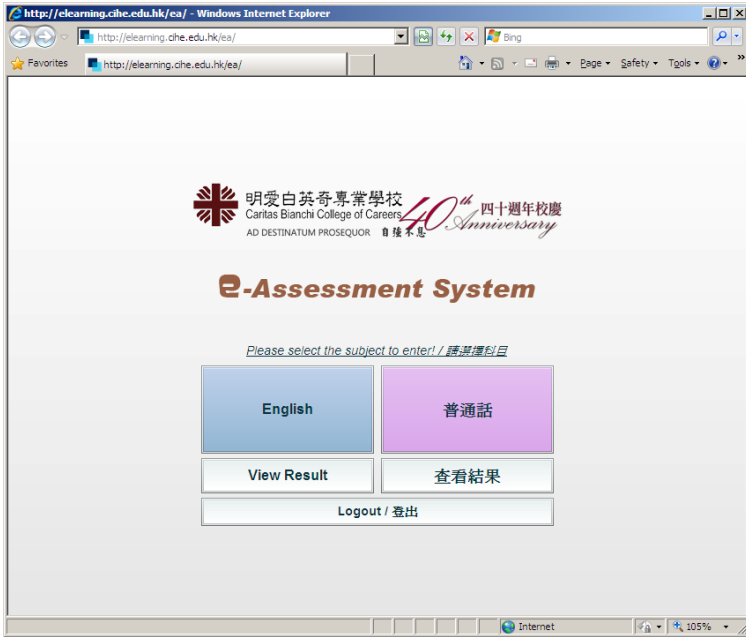 http://elearning.cihe.edu.hk/ea/ - Windows Internet Explorer
http://elearning.cihe.edu.hk/ea/
Bing
Favorites
http://elearning.cihe.edu.hk/ea/
Page
Safety
Tools
明愛白英奇專業學校
Caritas Bianchi College of Careers
AD DESTINATUM PROSEQUOR 自強不息
40th Anniversary 四十週年校慶
e-Assessment System
Please select the subject to enter! / 請選擇科目
English
普通話
View Result
查看結果
Logout / 登出
Internet
105%